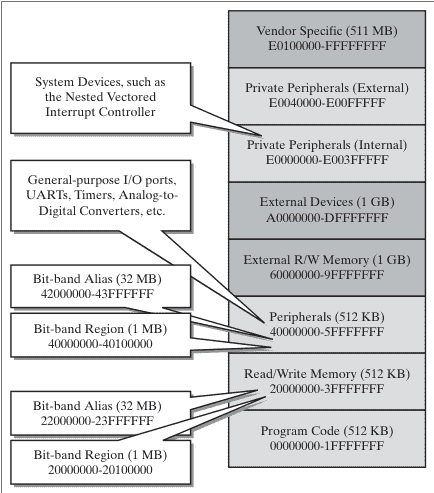 Vendor Specific (511 MB)
E0100000-FFFFFFFF
Private Peripherals (External)
E0040000-E00FFFFF
System Devices, such as
the Nested Vectored
Interrupt Controller
Private Peripherals (Internal)
E0000000-E003FFFFF
General-purpose I/O ports,
UARTs, Timers, Analog-to-
Digital Converters, etc.
External Devices (1 GB)
A0000000-DFFFFFFF
External R/W Memory (1 GB)
60000000-9FFFFFFF
Bit-band Alias (32 MB)
42000000-43FFFFFF
Bit-band Region (1 MB)
40000000-40100000
Peripherals (512 KB)
40000000-5FFFFFFF
Read/Write Memory (512 KB)
20000000-3FFFFFFF
Bit-band Alias (32 MB)
22000000-23FFFFFF
Bit-band Region (1 MB)
20000000-20100000
Program Code (512 KB)
00000000-1FFFFFFF